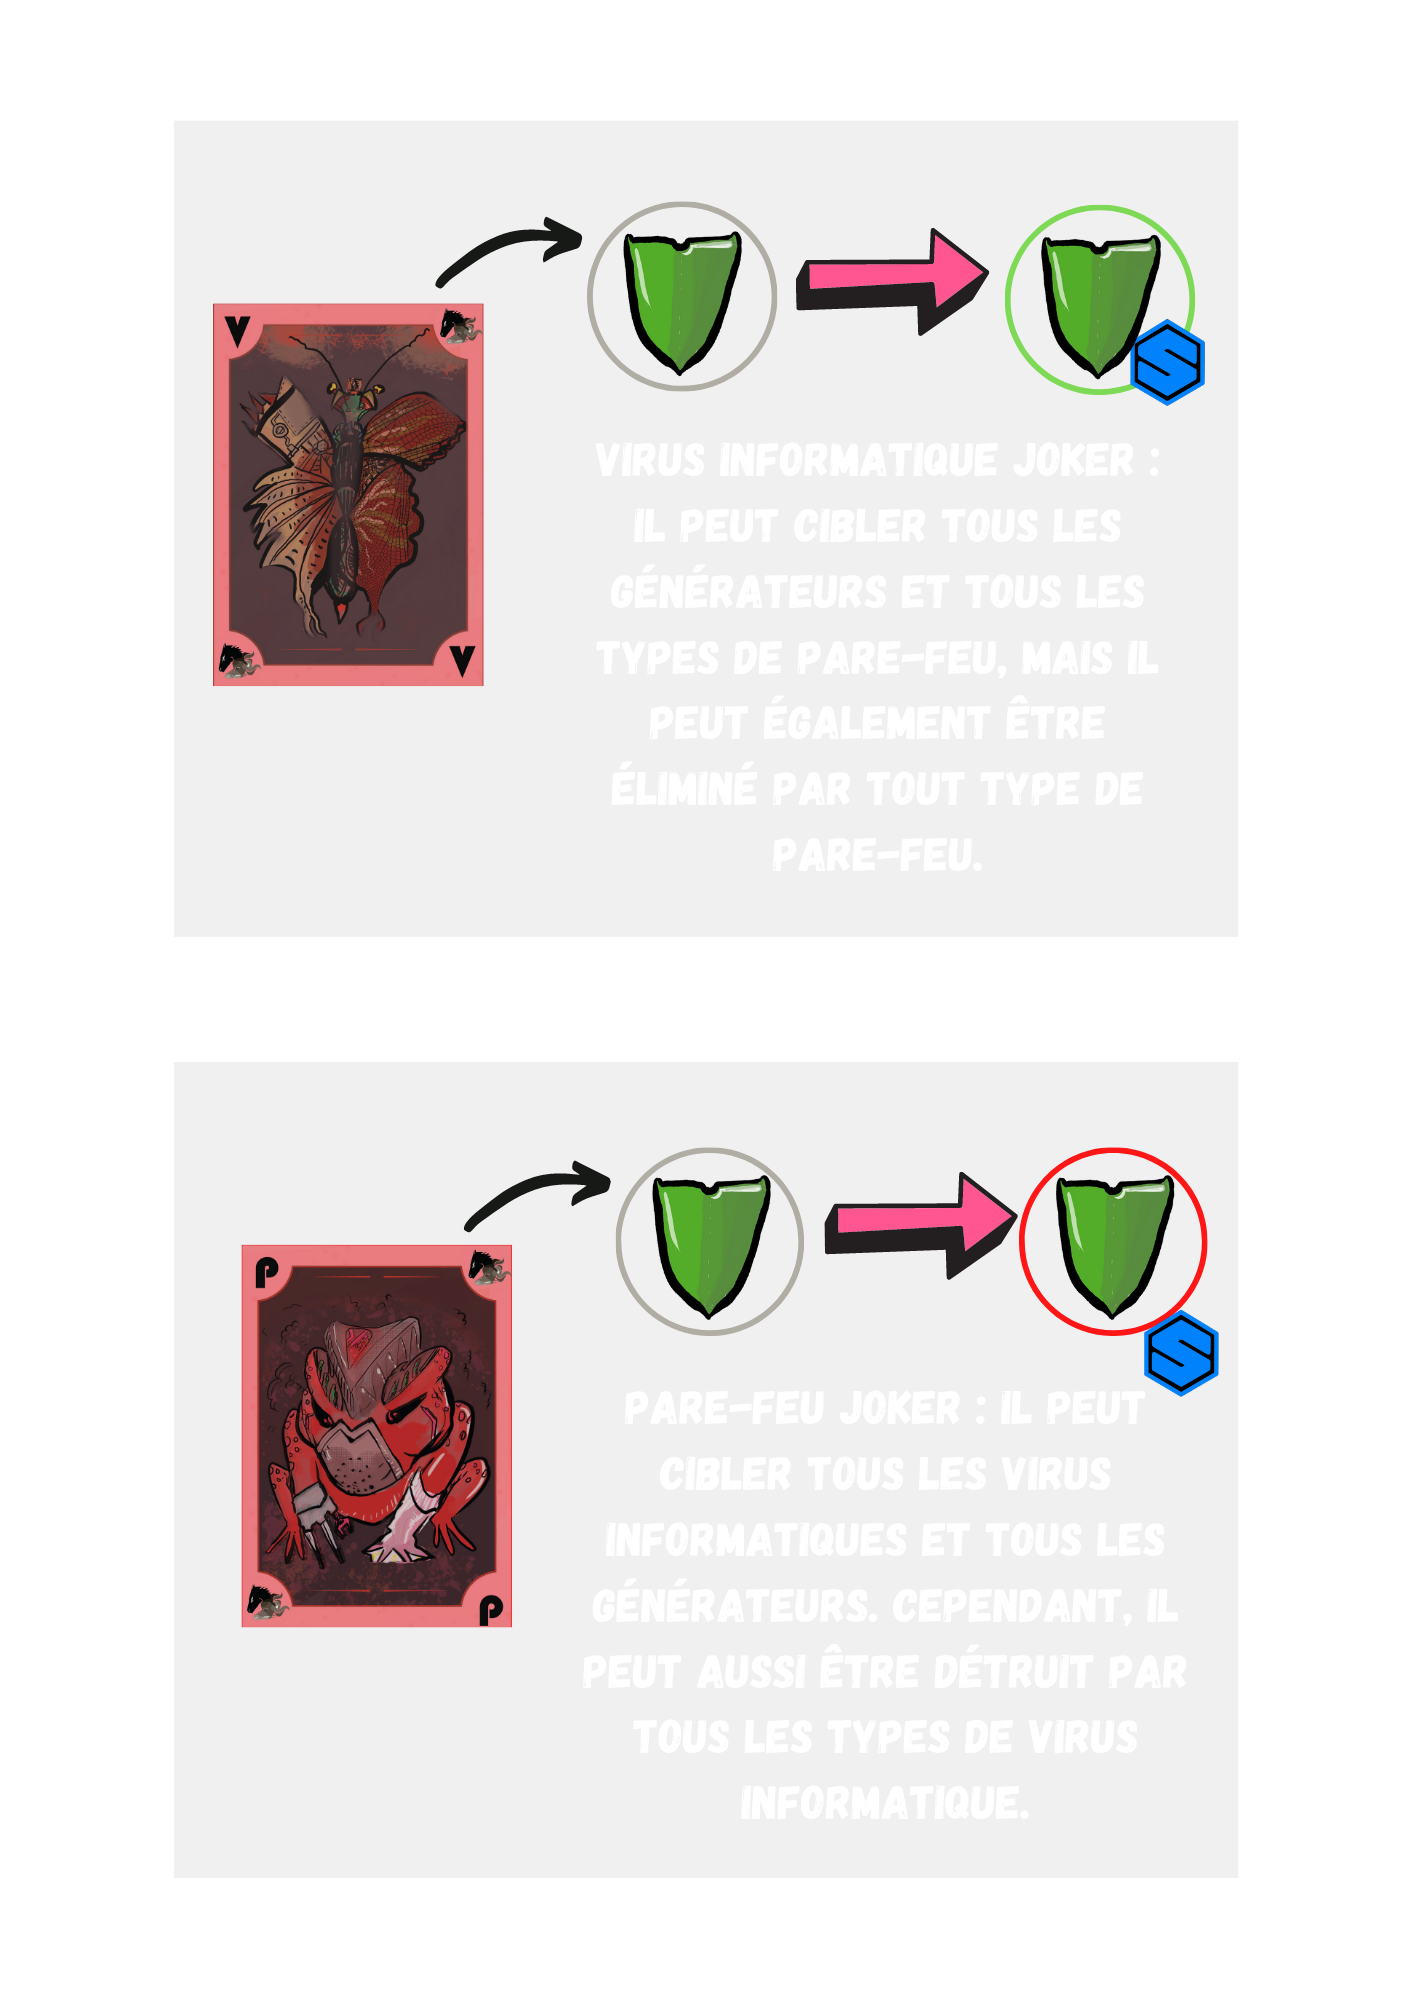 V
V
S
VIRUS INFORMATIQUE JOKER :
IL PEUT CIBLER TOUS LES
GÉNÉRATEURS ET TOUS LES
TYPES DE PARE-FEU, MAIS IL
PEUT ÉGALEMENT ÊTRE
ÉLIMINÉ PAR TOUT TYPE DE
PARE-FEU.
P
P
S
PARE-FEU JOKER : IL PEUT
CIBLER TOUS LES VIRUS
INFORMATIQUES ET TOUS LES
GÉNÉRATEURS. CEPENDANT, IL
PEUT AUSSI ÊTRE DÉTRUIT PAR
TOUS LES TYPES DE VIRUS
INFORMATIQUE.